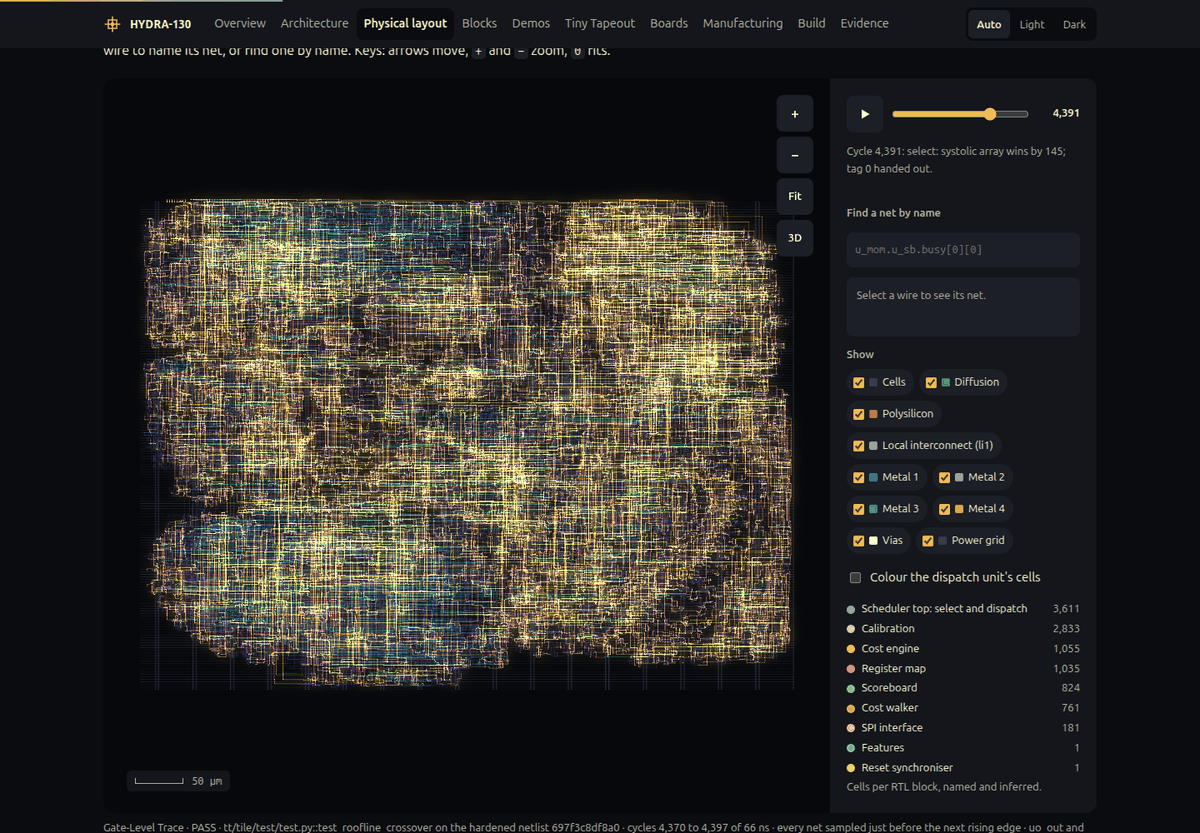 HYDRA-130 Overview Architecture Physical layout Blocks Demos Tiny Tapeout Boards Manufacturing Build Evidence Auto Light Dark
wire to name its net, or find one by name. Keys: arrows move, + and − zoom, 0 fits.
+
−
Fit
3D
4,391
Cycle 4,391: select: systolic array wins by 145;
tag 0 handed out.
Find a net by name
u_mom.u_sb.busy[0][0]
Select a wire to see its net.
Show
Cells Diffusion
Polysilicon
Local interconnect (li1)
Metal 1 Metal 2
Metal 3 Metal 4
Vias Power grid
Colour the dispatch unit's cells
Scheduler top: select and dispatch 3,611
Calibration 2,833
Cost engine 1,055
Register map 1,035
Scoreboard 824
Cost walker 761
SPI interface 181
Features 1
Reset synchroniser 1
Cells per RTL block, named and inferred.
50 µm
Gate-Level Trace · PASS · tt/tile/test/test.py::test_roofline_crossover on the hardened netlist 697f3c8df8a0 · cycles 4,370 to 4,397 of 66 ns · every net sampled just before the next rising edge · uo_out and